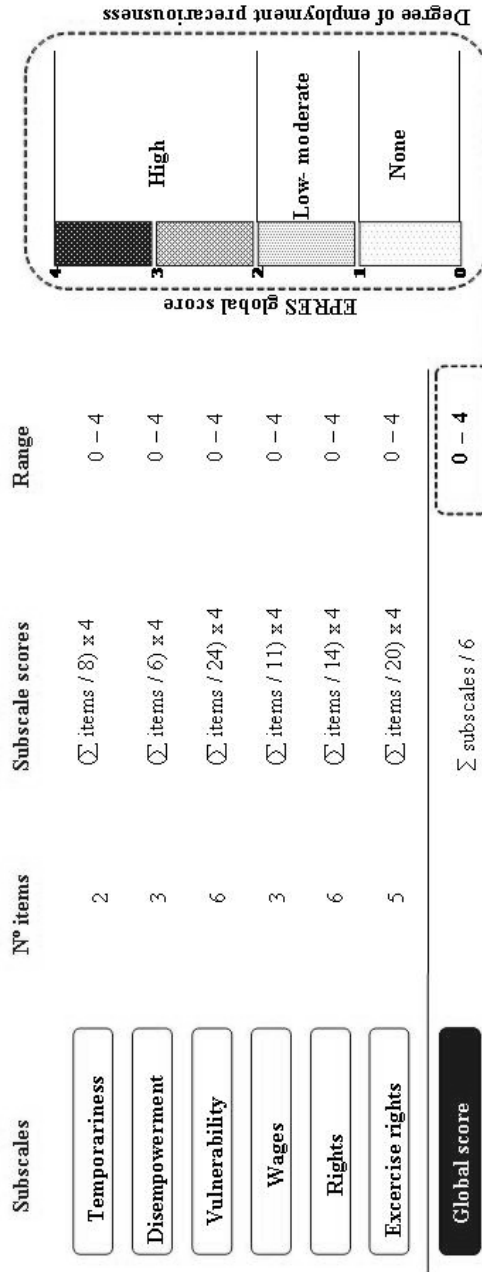 Subscales Nº items Subscale scores Range
Temporariness 2 (∑ items / 8) x 4 0 – 4
Disempowerment 3 (∑ items / 6) x 4 0 – 4
Vulnerability 6 (∑ items / 24) x 4 0 – 4
Wages 3 (∑ items / 11) x 4 0 – 4
Rights 6 (∑ items / 14) x 4 0 – 4
Excercise rights 5 (∑ items / 20) x 4 0 – 4
Global score ∑ subscales / 6 0 – 4
EPRES global score
4
3
2
1
0
High
Low- moderate
None
Degree of employment precariousness